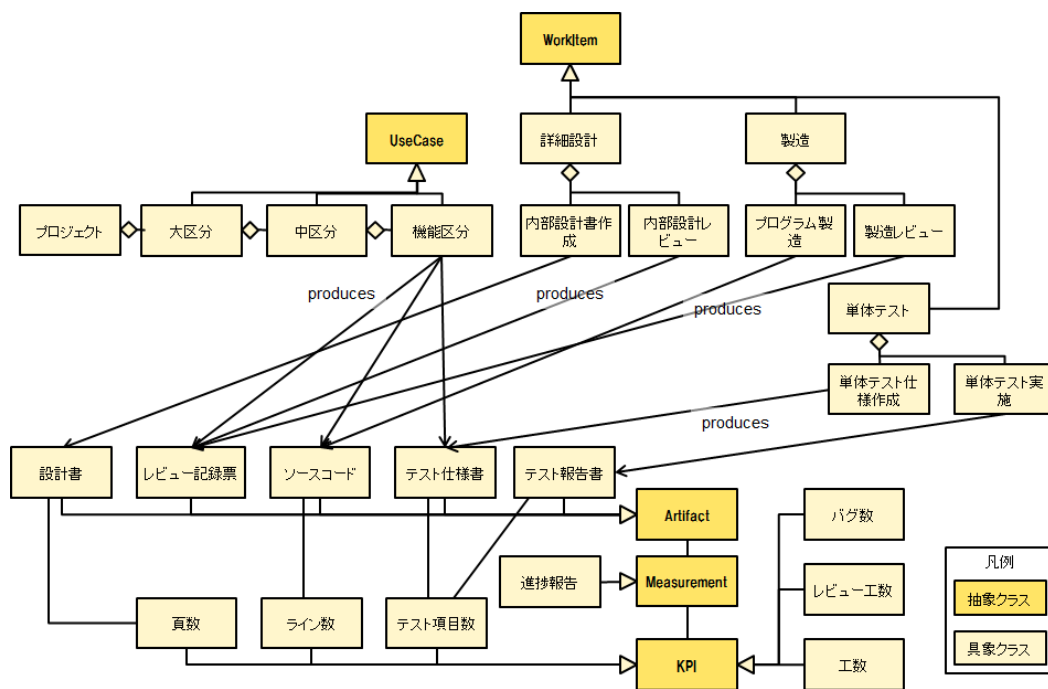 WorkItem
UseCase
詳細設計
製造
プロジェクト
大区分
中区分
機能区分
内部設計書作
成
内部設計レ
ビュー
プログラム製
造
製造レビュー
produces
produces
produces
単体テスト
単体テスト仕
様作成
単体テスト実
施
produces
設計書
レビュー記録票
ソースコード
テスト仕様書
テスト報告書
Artifact
バグ数
凡例
進捗報告
Measurement
レビュー工数
抽象クラス
頁数
ライン数
テスト項目数
KPI
工数
具象クラス